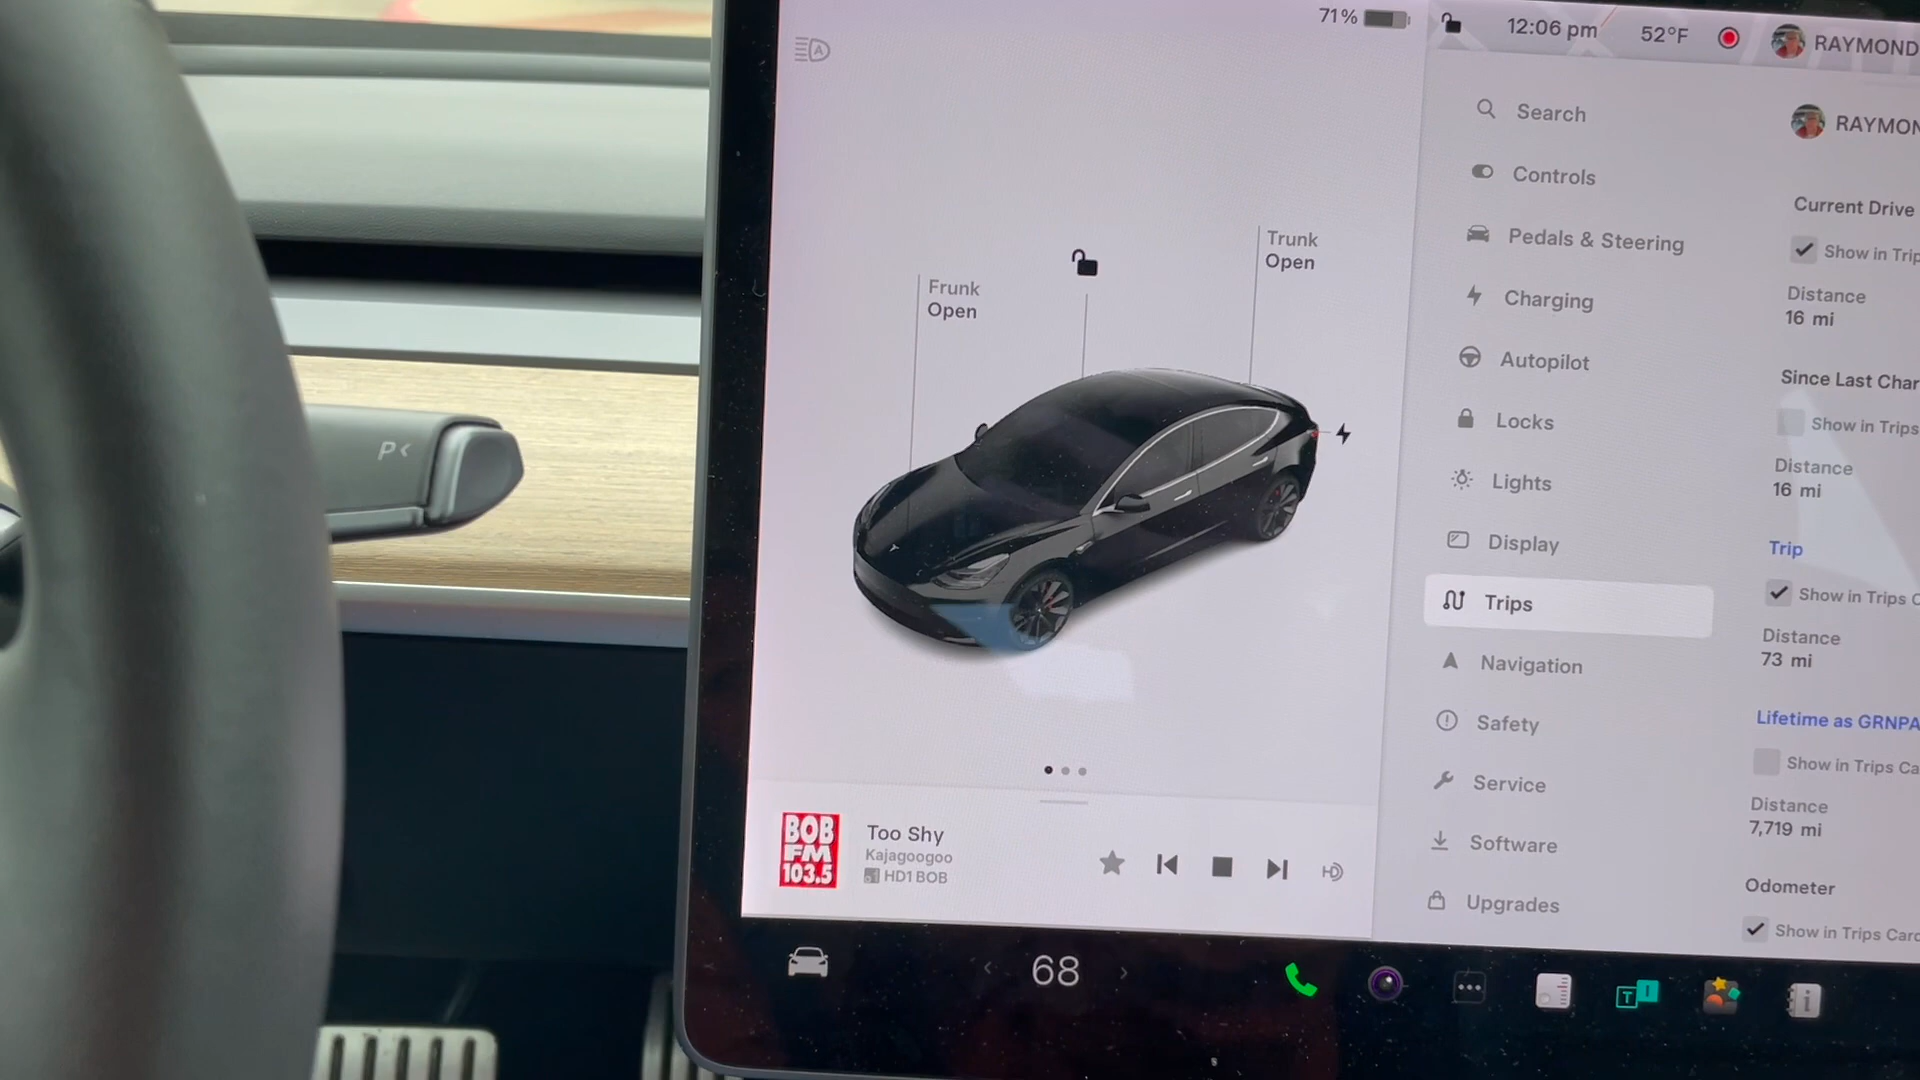 P<
71%
12:06 pm
52°F
RAYMOND
Frunk
Open
Trunk
Open
BOB
FM
103.5
Too Shy
Kajagoogoo
HD1 BOB
HD
68
Search
Controls
Pedals & Steering
Charging
Autopilot
Locks
Lights
Display
Trips
Navigation
Safety
Service
Software
Upgrades
RAYMON
Current Drive
Show in Trip
Distance
16 mi
Since Last Char
Show in Trips
Distance
16 mi
Trip
Show in Trips C
Distance
73 mi
Lifetime as GRNPA
Show in Trips Ca
Distance
7,719 mi
Odometer
Show in Trips Card